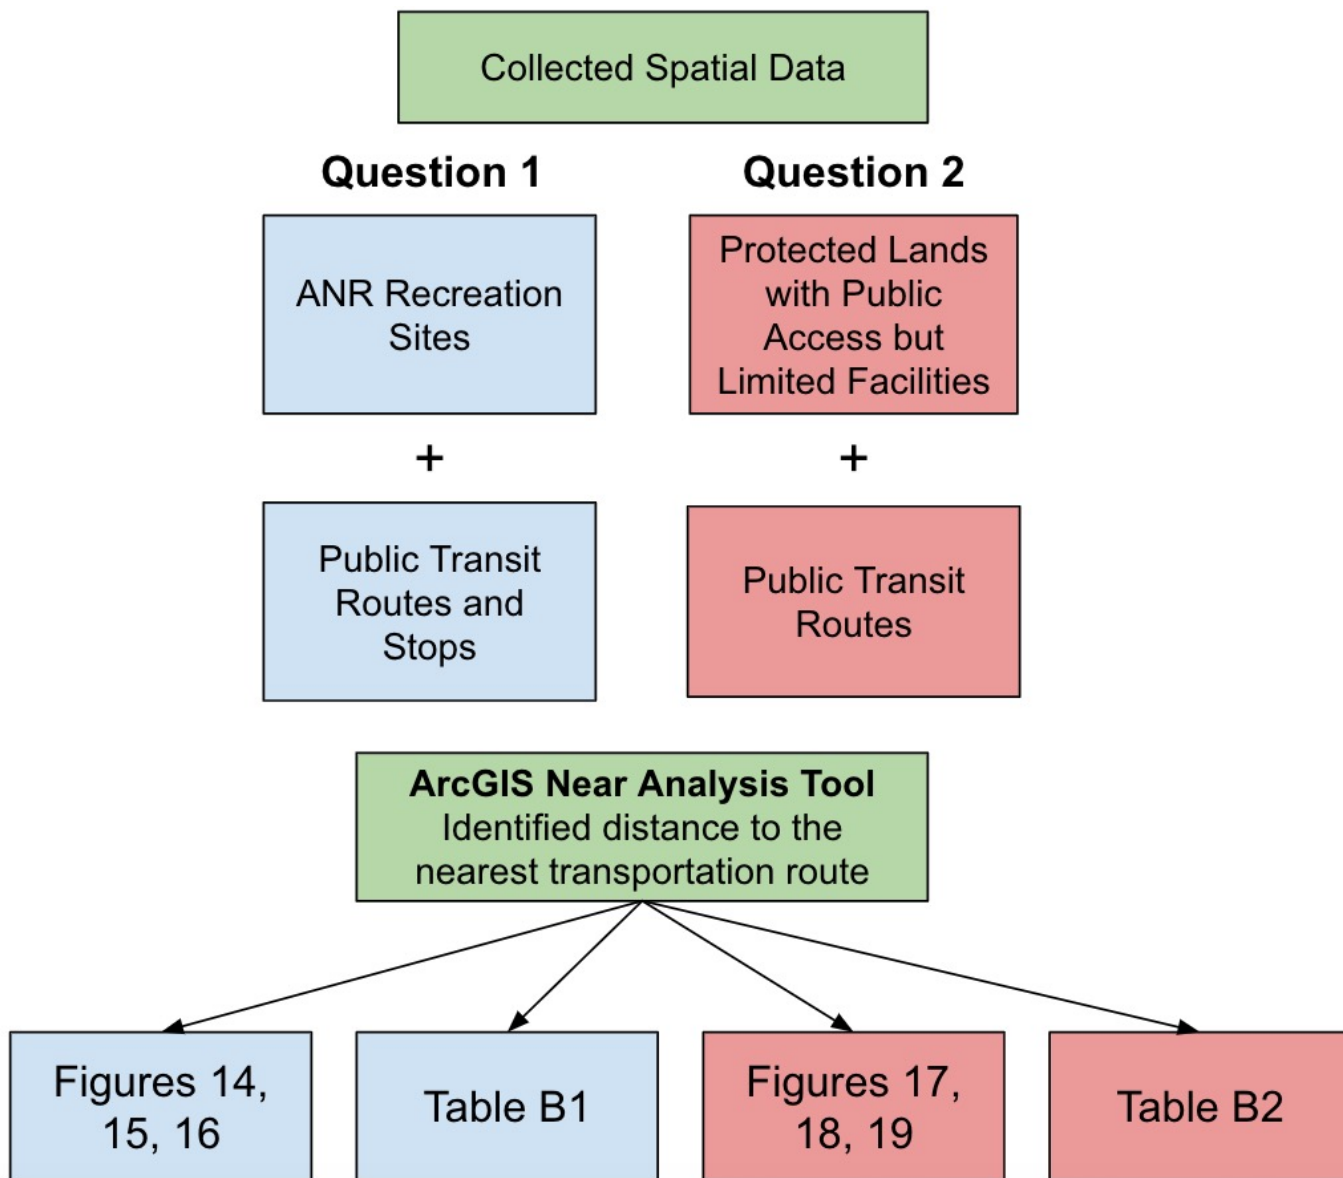 Collected Spatial Data
Question 1
Question 2
ANR Recreation
Sites
Protected Lands
with Public
Access but
Limited Facilities
+
+
Public Transit
Routes and
Stops
Public Transit
Routes
ArcGIS Near Analysis Tool
Identified distance to the
nearest transportation route
Figures 14,
15, 16
Table B1
Figures 17,
18, 19
Table B2